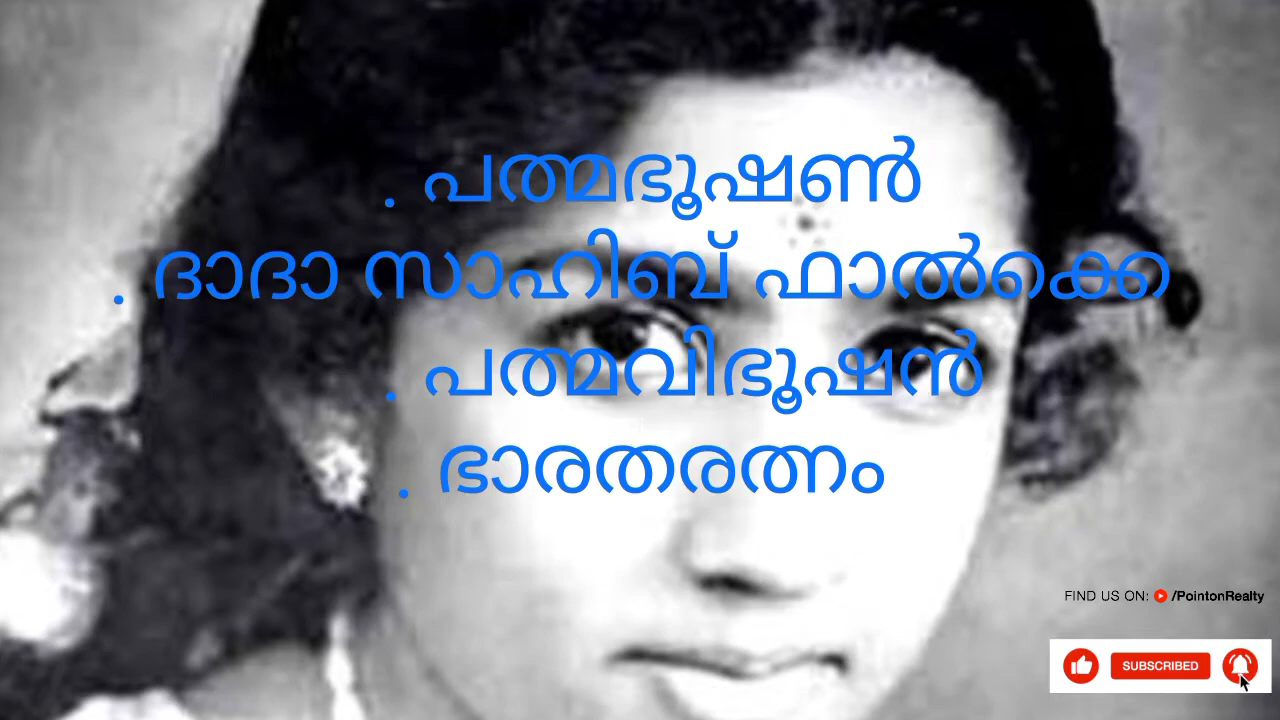 . പത്മഭൂഷൺ
. ദാദാ സാഹിബ് ഫാൽക്കെ
. പത്മവിഭൂഷൻ
. ഭാരതരത്നം
FIND US ON: /PointonRealty
SUBSCRIBED